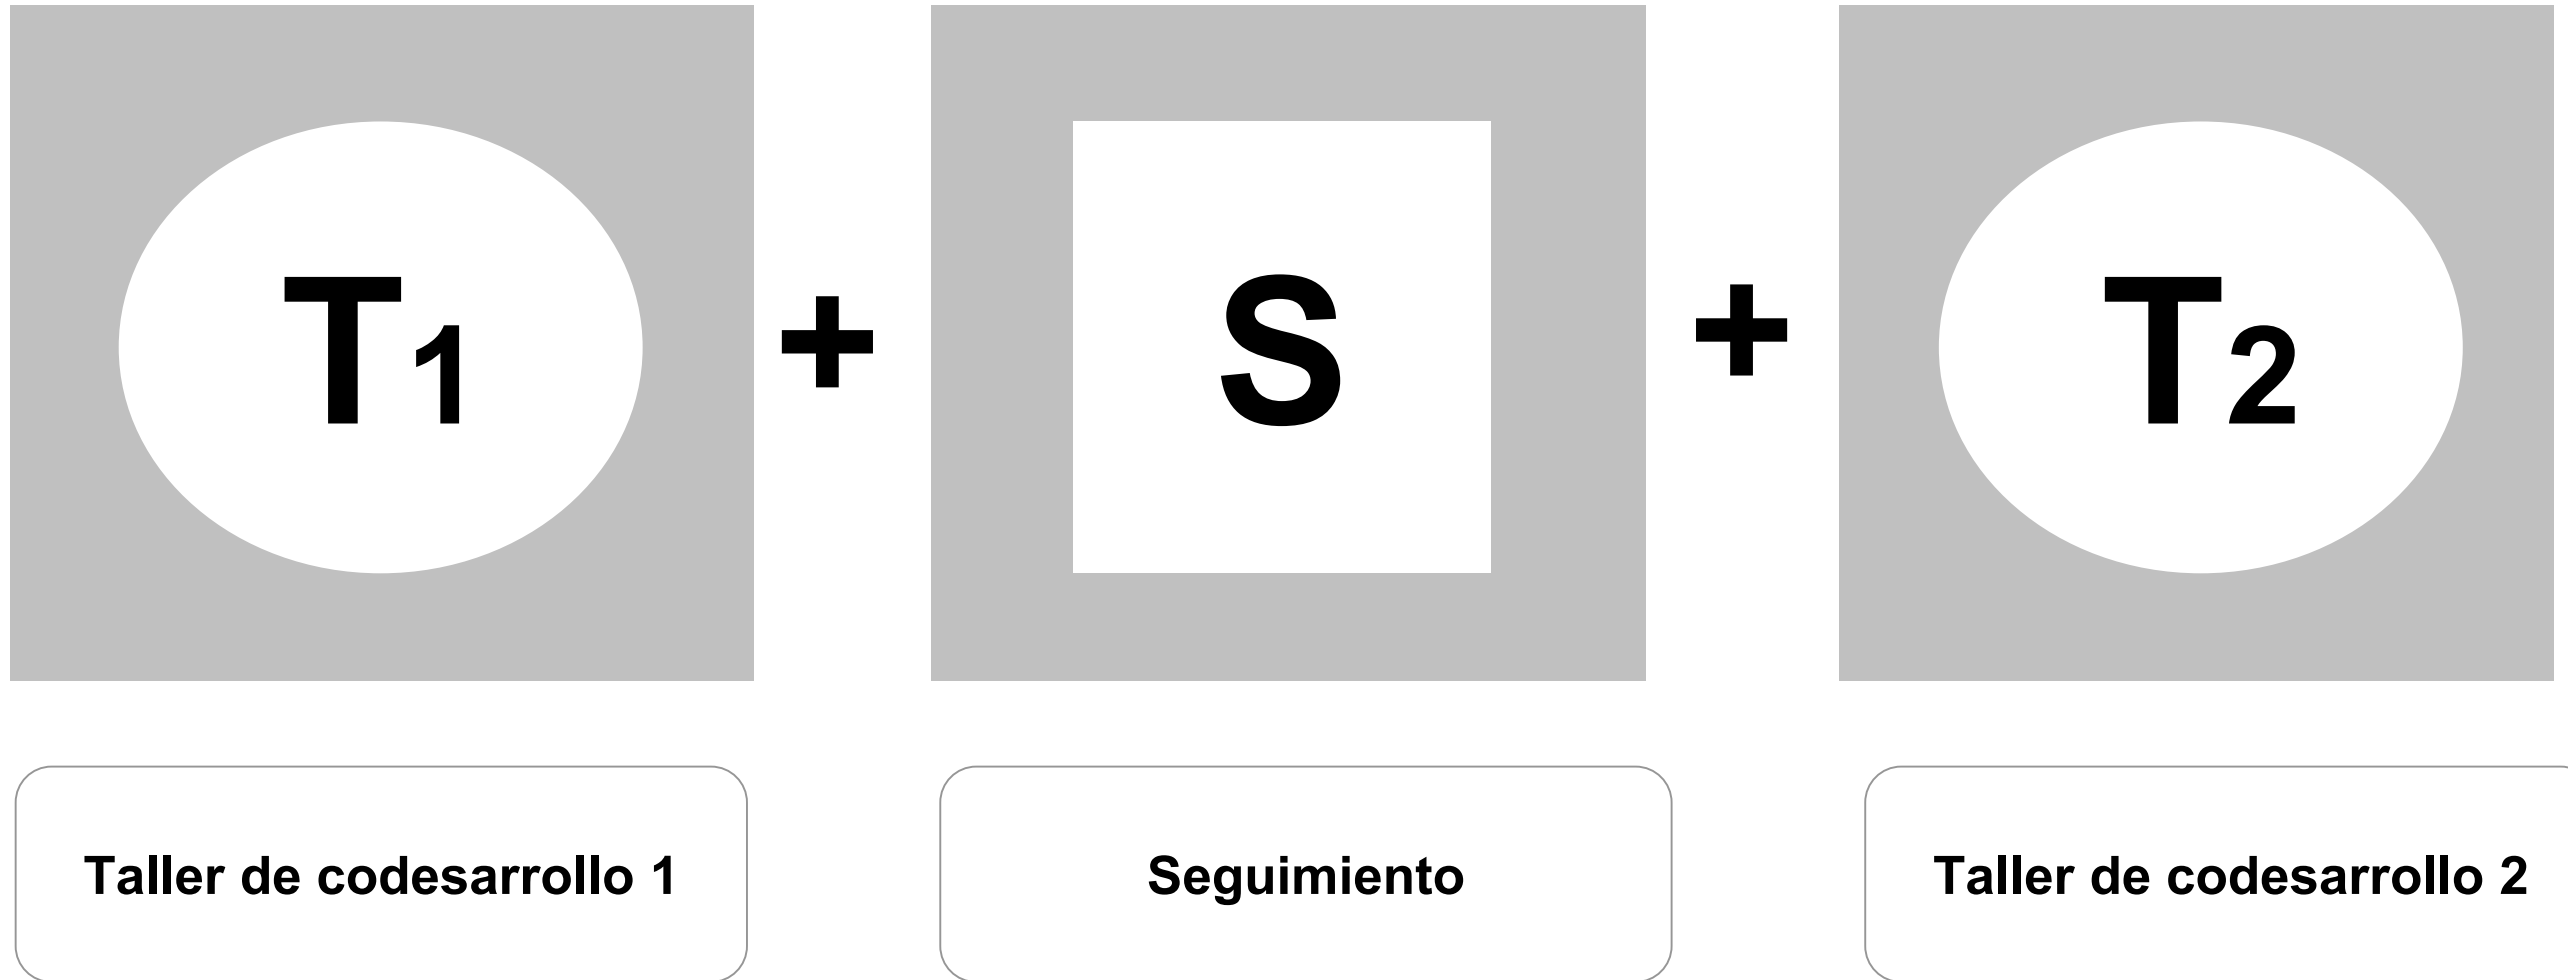 T1 + S + T2
Taller de codesarrollo 1
Seguimiento
Taller de codesarrollo 2